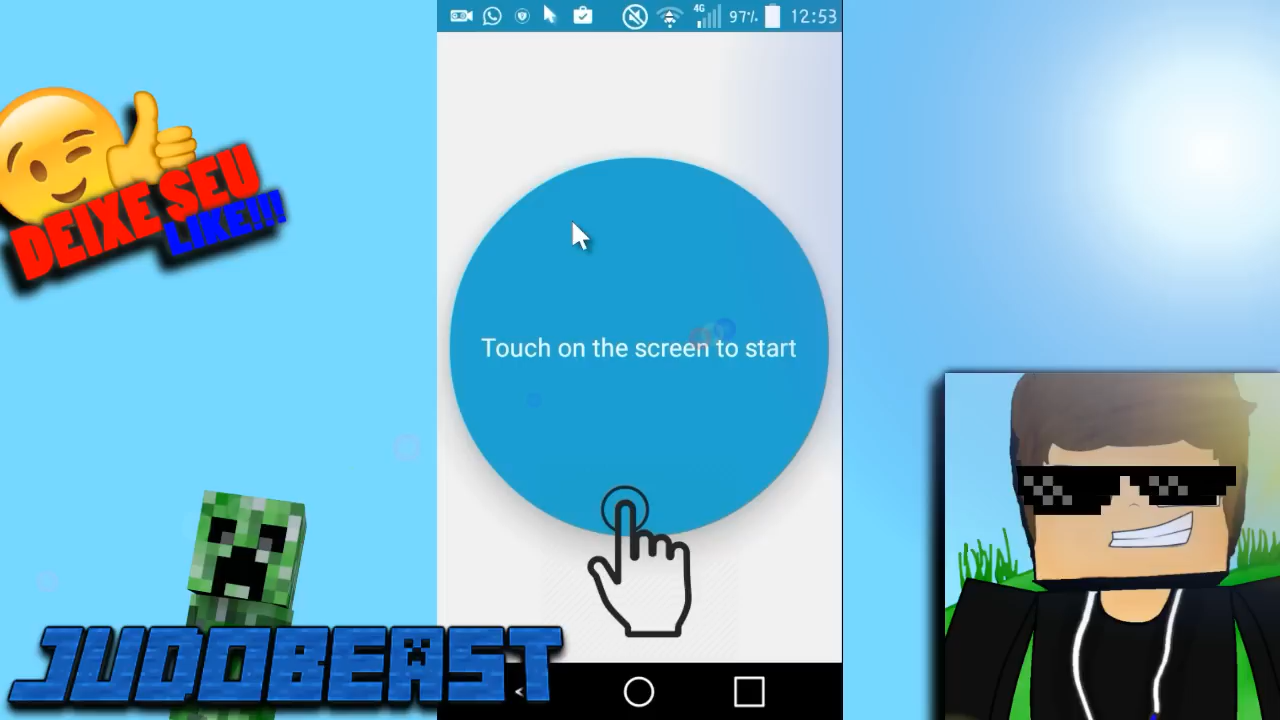 4G 97% 12:53
DEIXE SEU
LIKE!!!
Touch on the screen to start
JUDOBEAST